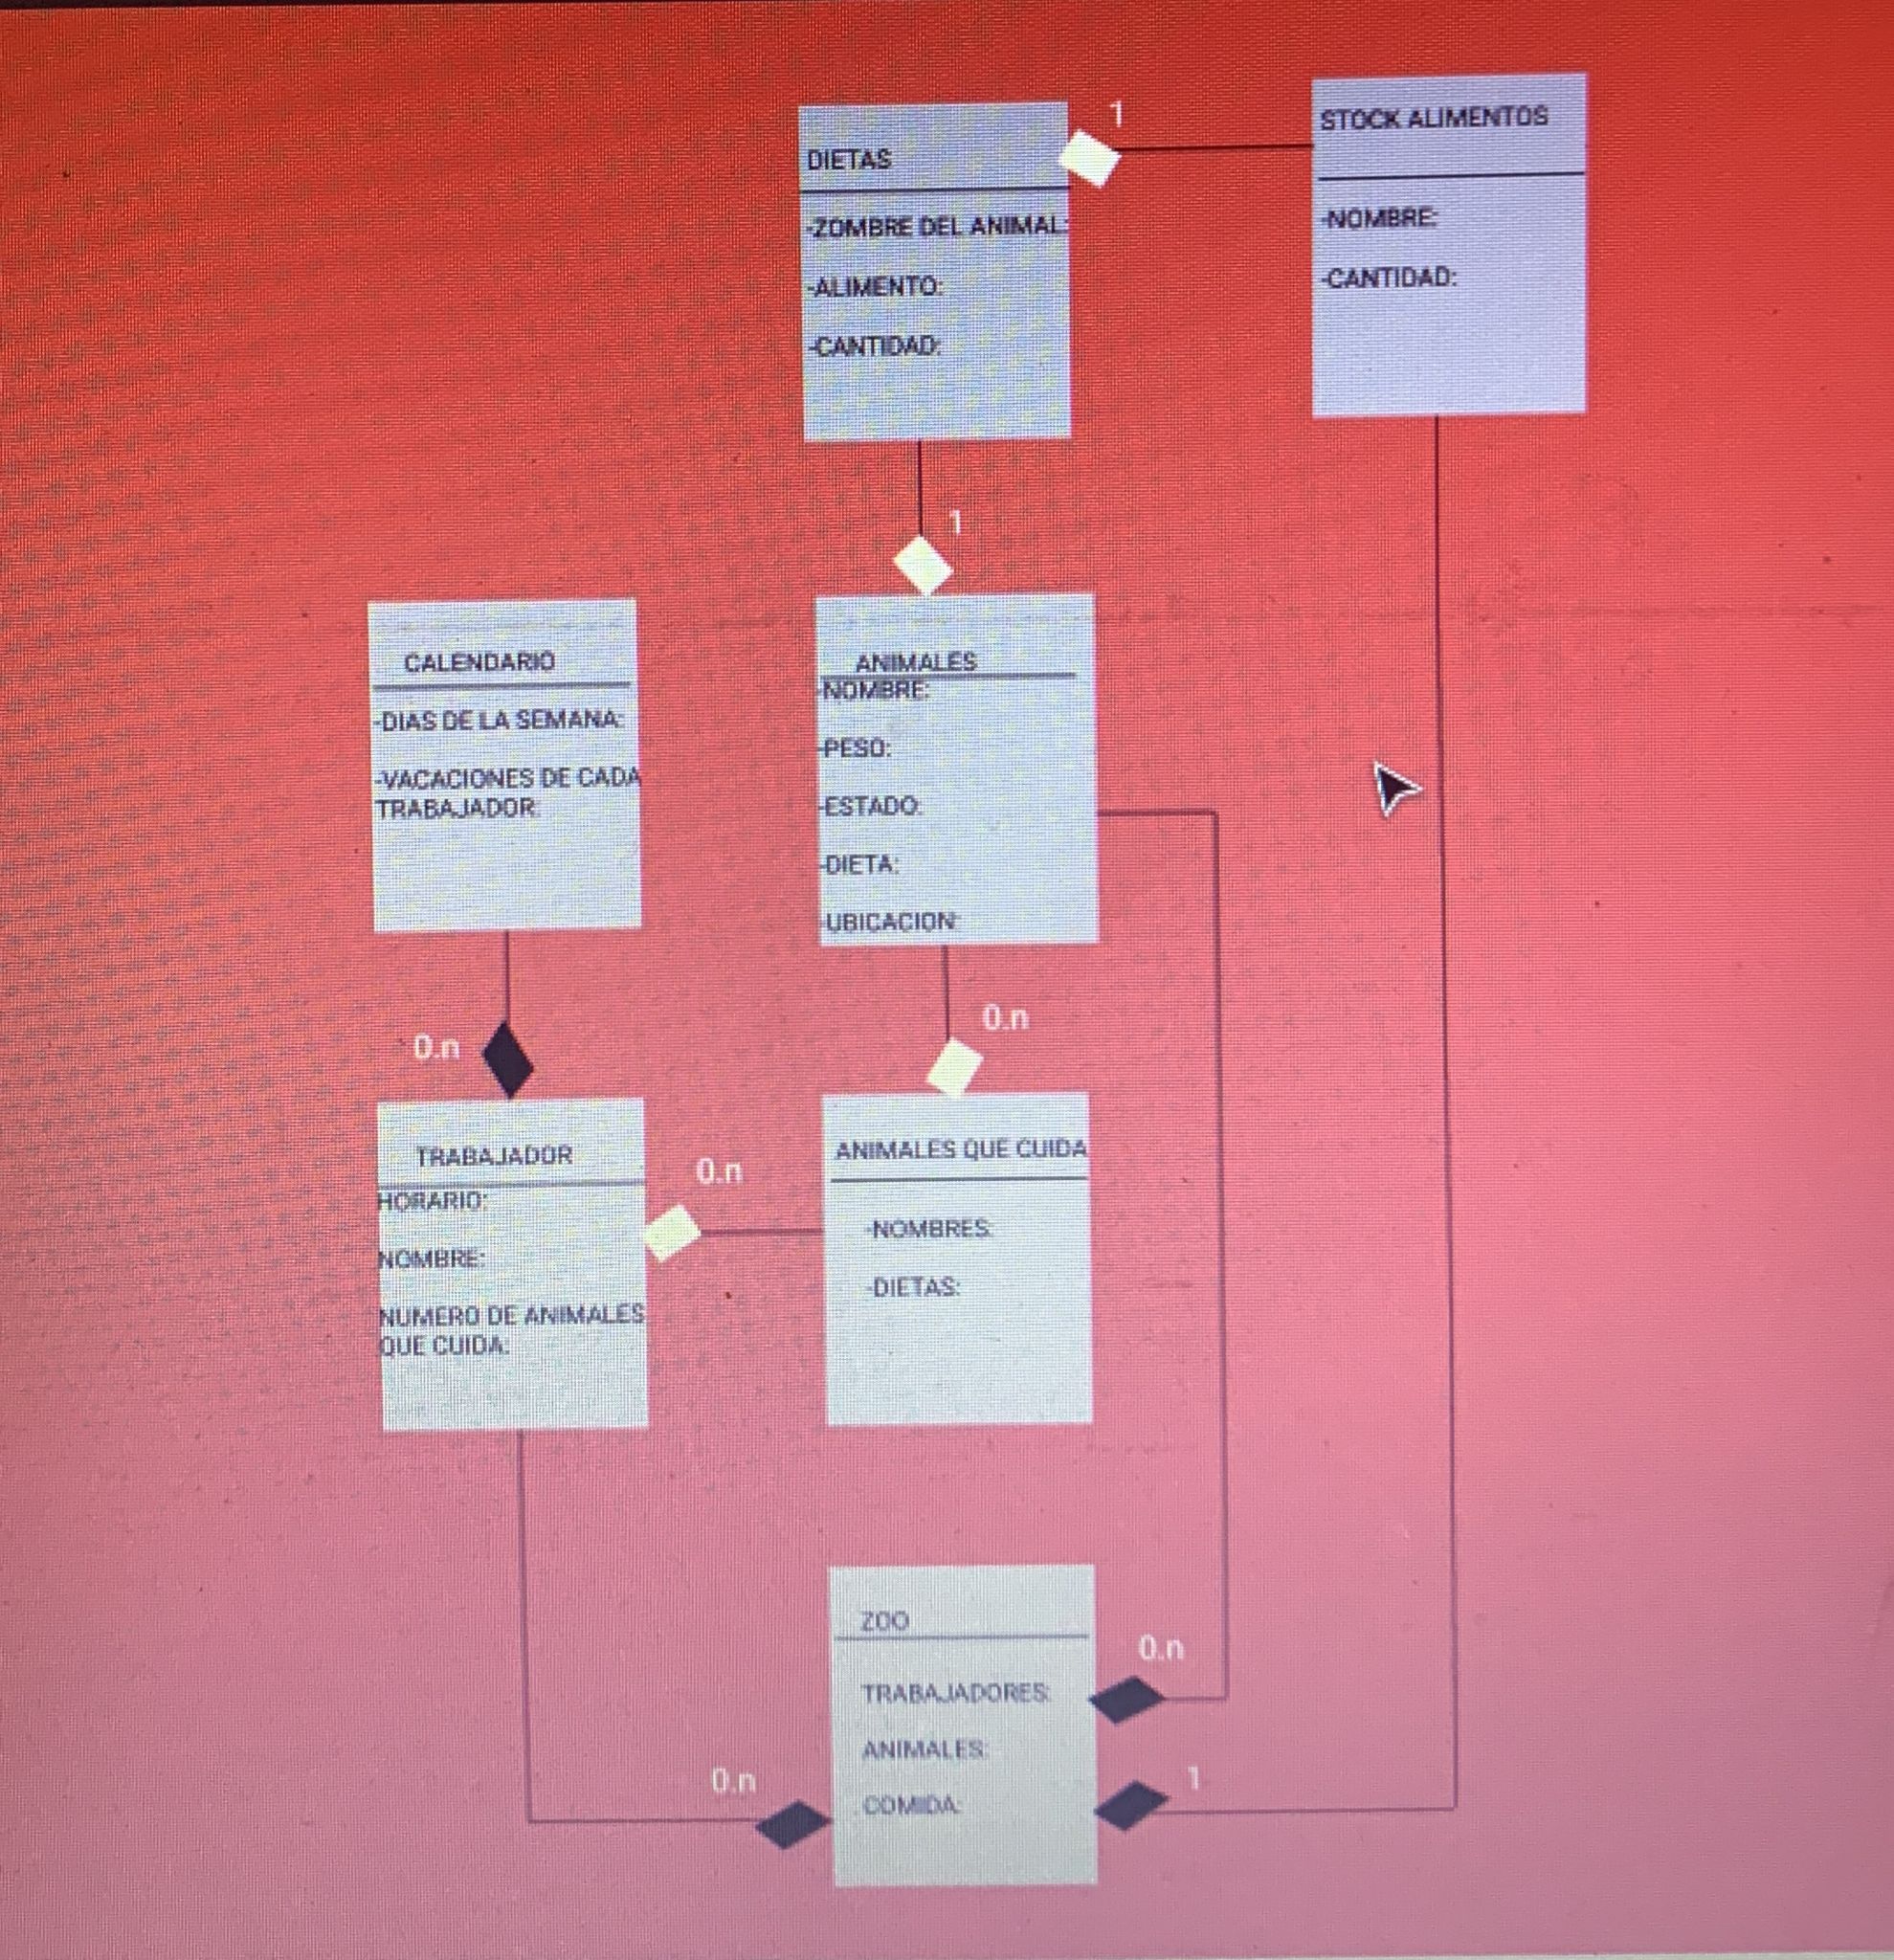 DIETAS
-ZOMBRE DEL ANIMAL:
-ALIMENTO:
-CANTIDAD:
1
STOCK ALIMENTOS
-NOMBRE:
-CANTIDAD:
1
CALENDARIO
-DIAS DE LA SEMANA:
-VACACIONES DE CADA
TRABAJADOR:
ANIMALES
-NOMBRE:
-PESO:
-ESTADO:
-DIETA:
-UBICACION:
0.n
0.n
TRABAJADOR
HORARIO:
NOMBRE:
NUMERO DE ANIMALES
QUE CUIDA:
0.n
ANIMALES QUE CUIDA
-NOMBRES:
-DIETAS:
ZOO
TRABAJADORES:
ANIMALES:
COMIDA:
0.n
0.n
1